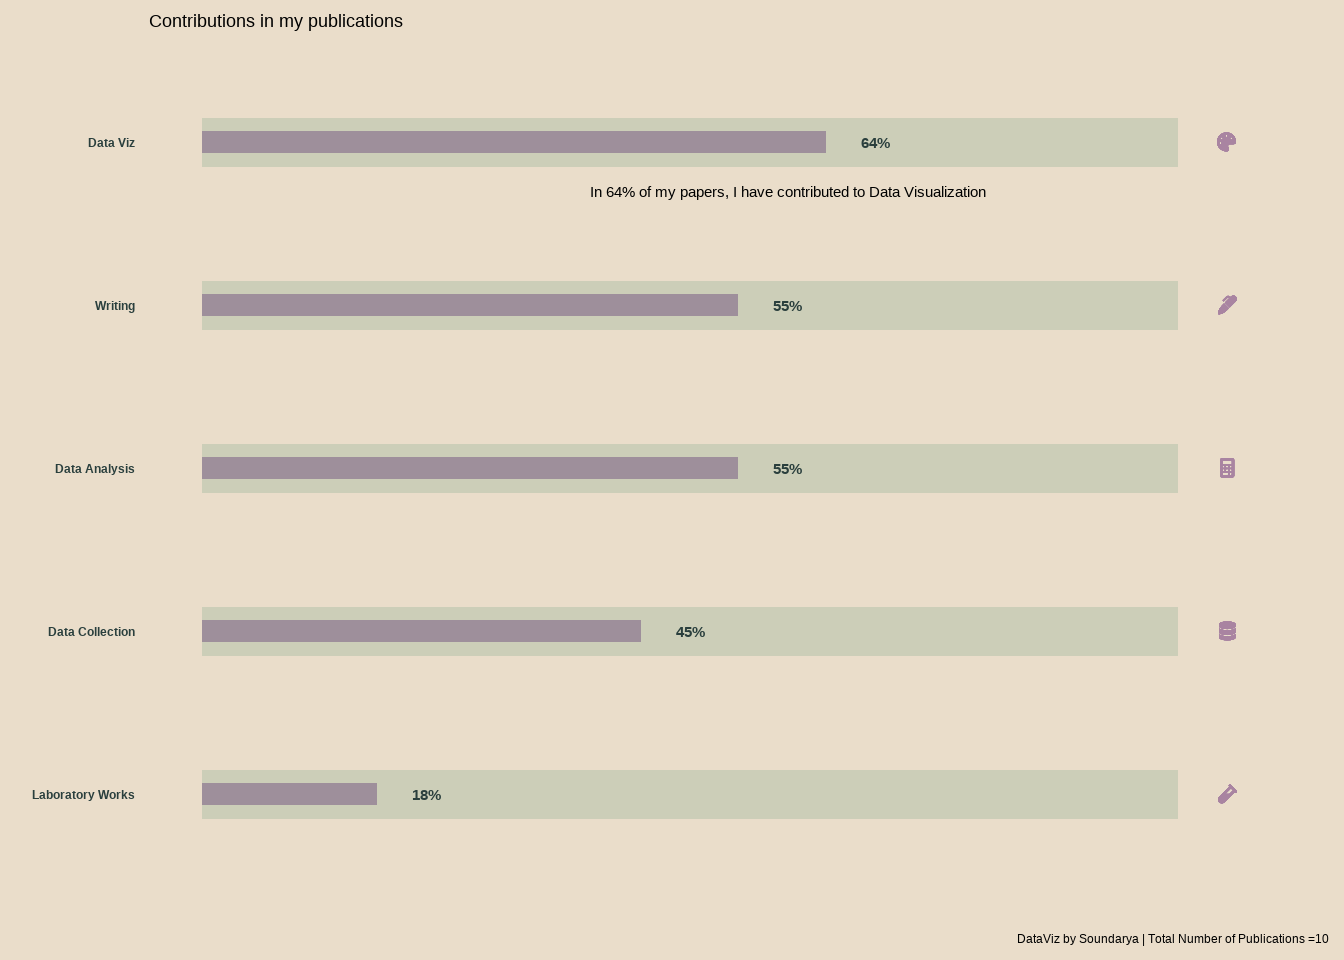 Contributions in my publications
Data Viz
64%
In 64% of my papers, I have contributed to Data Visualization
Writing
55%
Data Analysis
55%
Data Collection
45%
Laboratory Works
18%
DataViz by Soundarya | Total Number of Publications =10